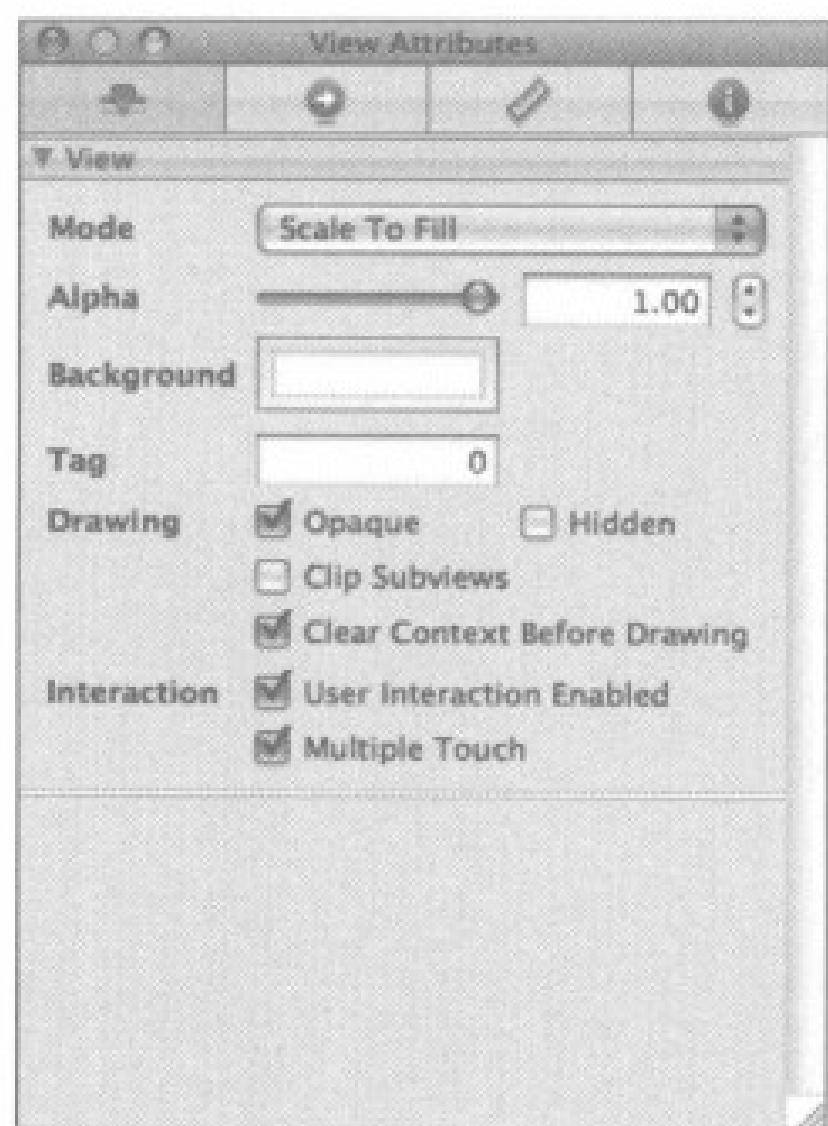 View Attributes
View
Mode Scale To Fill
Alpha 1.00
Background
Tag 0
Drawing Opaque Hidden
Clip Subviews
Clear Context Before Drawing
Interaction User Interaction Enabled
Multiple Touch